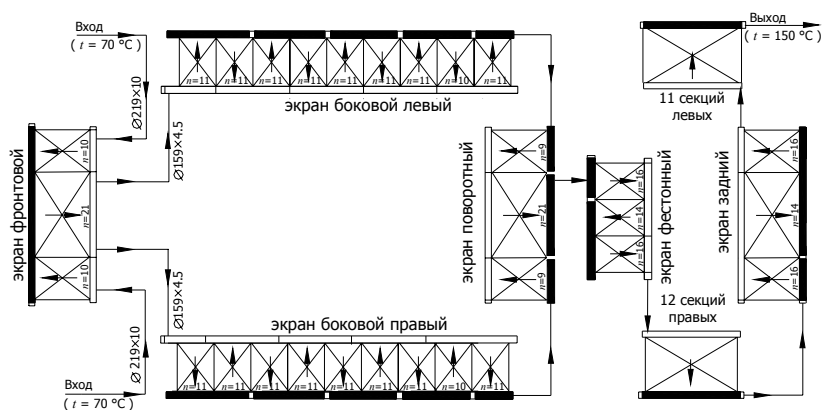 Вход
( t = 70 °C )
Ø219×10
Ø159×4.5
n=11
n=11
n=11
n=11
n=11
n=11
n=10
n=11
экран боковой левый
экран фронтовой
n=10
n=21
n=10
Ø159×4.5
Ø 219×10
Вход
( t = 70 °C )
экран боковой правый
n=11
n=11
n=11
n=11
n=11
n=11
n=10
n=11
экран поворотный
n=9
n=21
n=9
n=16
n=14
n=16
экран фестонный
Выход
( t = 150 °C )
11 секций
левых
экран задний
n=16
n=14
n=16
12 секций
правых